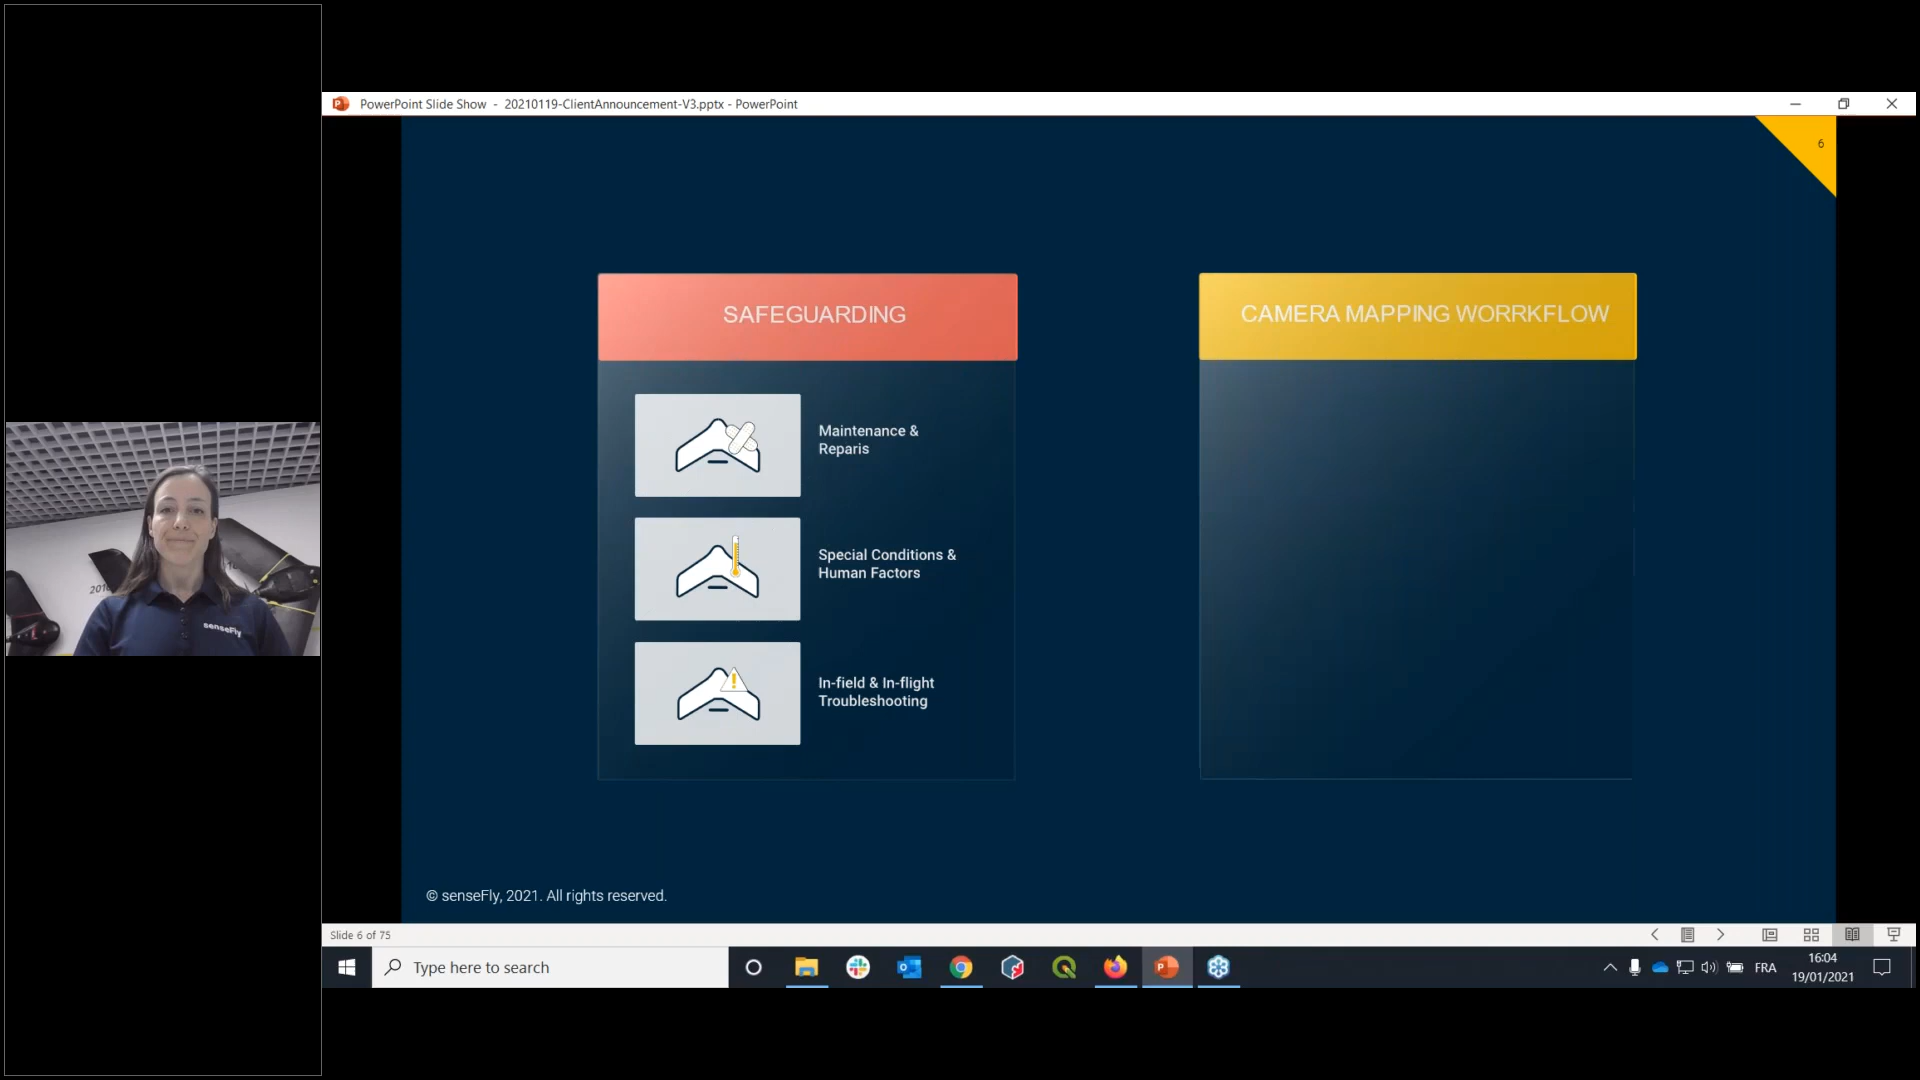 PowerPoint Slide Show - 20210119-ClientAnnouncement-V3.pptx - PowerPoint
6
SAFEGUARDING
CAMERA MAPPING WORRKFLOW
Maintenance &
Reparis
Special Conditions &
Human Factors
In-field & In-flight
Troubleshooting
2010
senseFly
© senseFly, 2021. All rights reserved.
Slide 6 of 75
Type here to search
FRA
16:04
19/01/2021